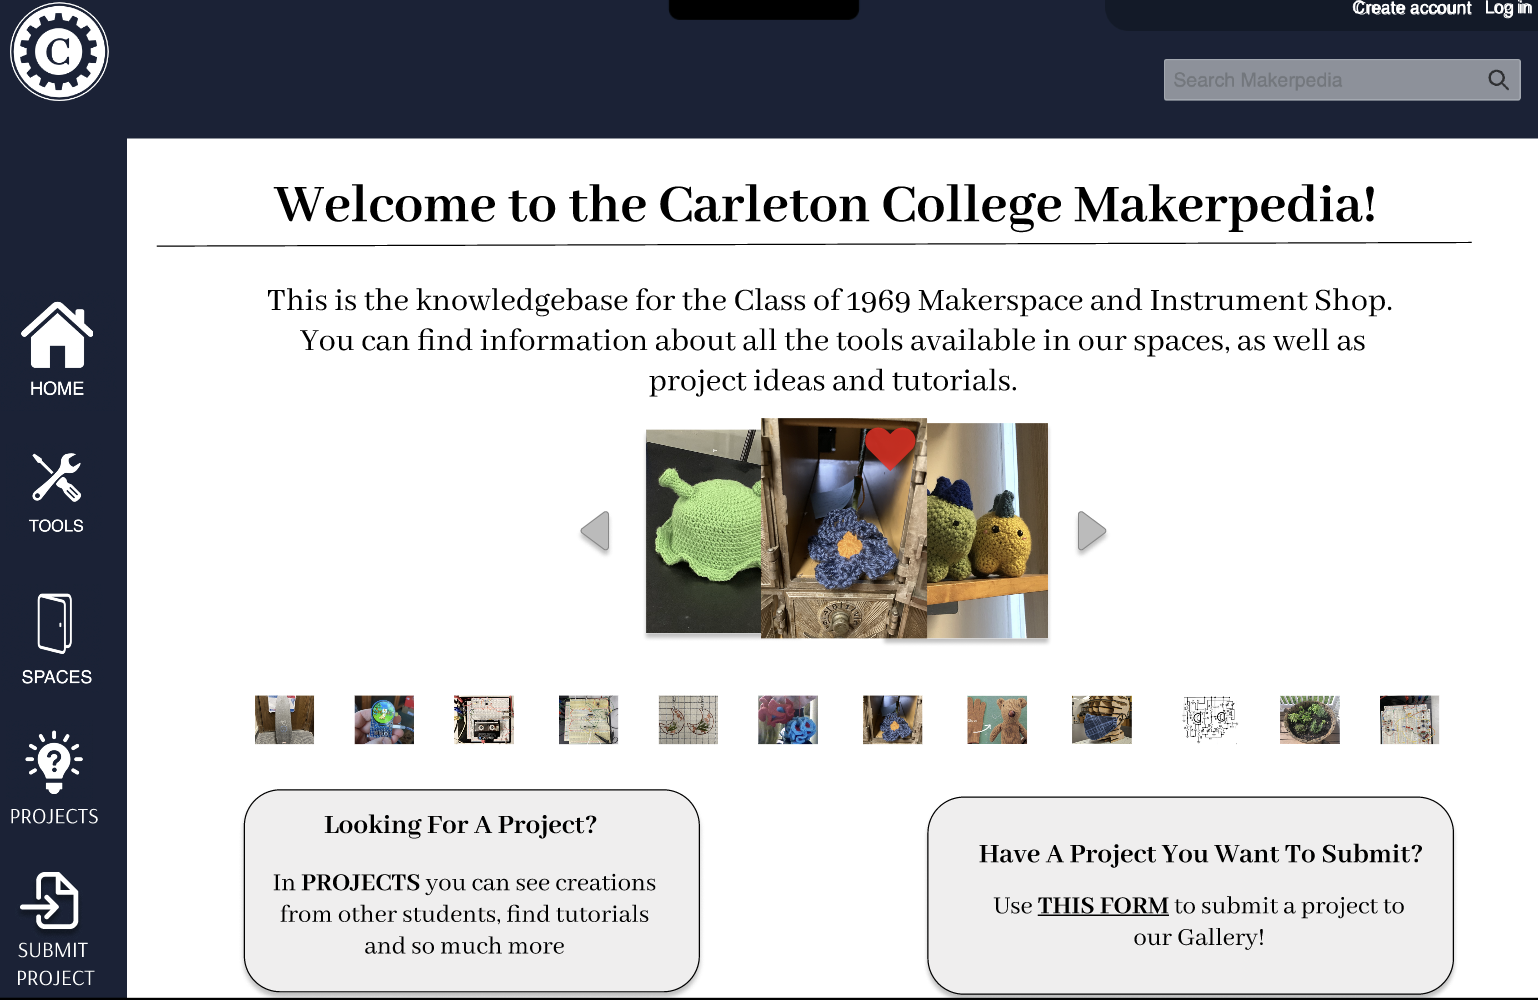 Create account Log in
C
Search Makerpedia
Welcome to the Carleton College Makerpedia!
This is the knowledgebase for the Class of 1969 Makerspace and Instrument Shop.
You can find information about all the tools available in our spaces, as well as
project ideas and tutorials.
HOME
TOOLS
SPACES
PROJECTS
SUBMIT
PROJECT
Looking For A Project?
In PROJECTS you can see creations
from other students, find tutorials
and so much more
Have A Project You Want To Submit?
Use THIS FORM to submit a project to
our Gallery!